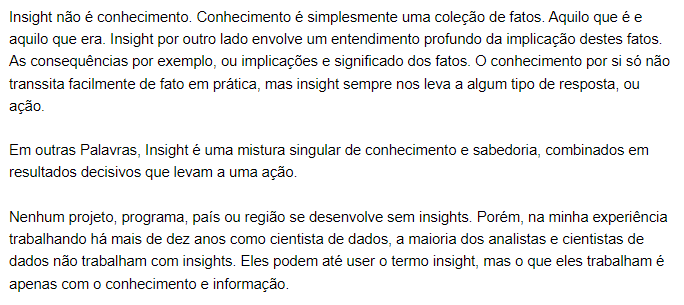 Insight não é conhecimento. Conhecimento é simplesmente uma coleção de fatos. Aquilo que é e
aquilo que era. Insight por outro lado envolve um entendimento profundo da implicação destes fatos.
As consequências por exemplo, ou implicações e significado dos fatos. O conhecimento por si só não
transsita facilmente de fato em prática, mas insight sempre nos leva a algum tipo de resposta, ou
ação.
Em outras Palavras, Insight é uma mistura singular de conhecimento e sabedoria, combinados em
resultados decisivos que levam a uma ação.
Nenhum projeto, programa, país ou região se desenvolve sem insights. Porém, na minha experiência
trabalhando há mais de dez anos como cientista de dados, a maioria dos analistas e cientistas de
dados não trabalham com insights. Eles podem até user o termo insight, mas o que eles trabalham é
apenas com o conhecimento e informação.